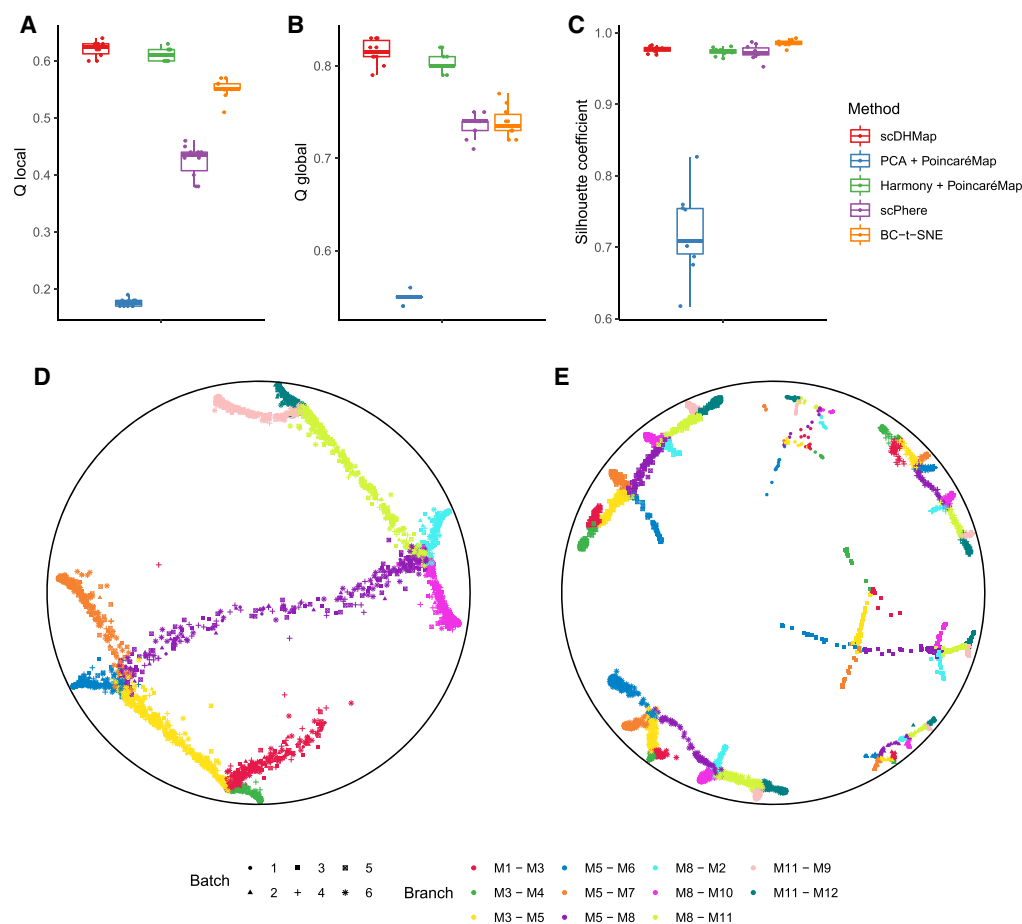 A
B
C
0.6
0.5
0.4
0.3
0.2
Q local
0.8
0.7
0.6
Q global
1.0
0.9
0.8
0.7
0.6
Silhouette coefficient
Method
scDHMap
PCA + PoincaréMap
Harmony + PoincaréMap
scPhere
BC−t−SNE
D
E
Batch
1 3 5
2 4 6
Branch
M1 − M3 M5 − M6 M8 − M2 M11 − M9
M3 − M4 M5 − M7 M8 − M10 M11 − M12
M3 − M5 M5 − M8 M8 − M11